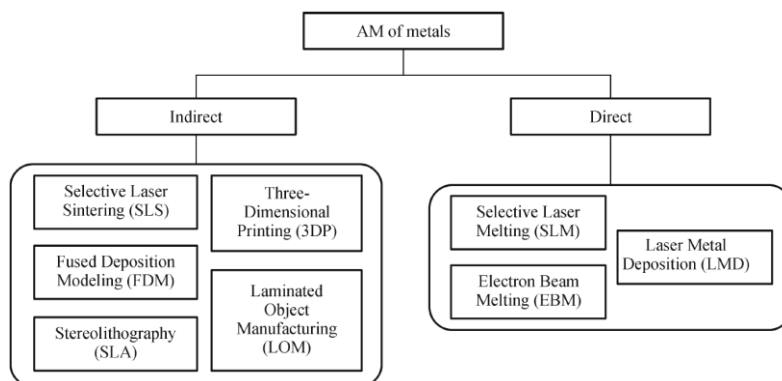 AM of metals
Indirect
Direct
Selective Laser
Sintering (SLS)
Three-
Dimensional
Printing (3DP)
Fused Deposition
Modeling (FDM)
Laminated
Object
Manufacturing
(LOM)
Stereolithography
(SLA)
Selective Laser
Melting (SLM)
Laser Metal
Deposition (LMD)
Electron Beam
Melting (EBM)